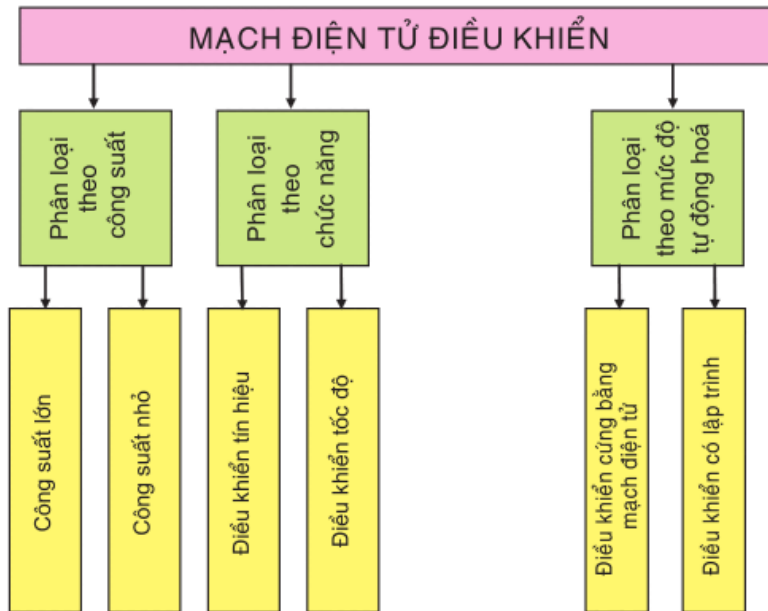 MẠCH ĐIỆN TỬ ĐIỀU KHIỂN
Phân loại
theo
công suất
Phân loại
theo
chức năng
Phân loại
theo mức độ
tự động hoá
Công suất lớn
Công suất nhỏ
Điều khiển tín hiệu
Điều khiển tốc độ
Điều khiển cứng bằng
mạch điện tử
Điều khiển có lập trình